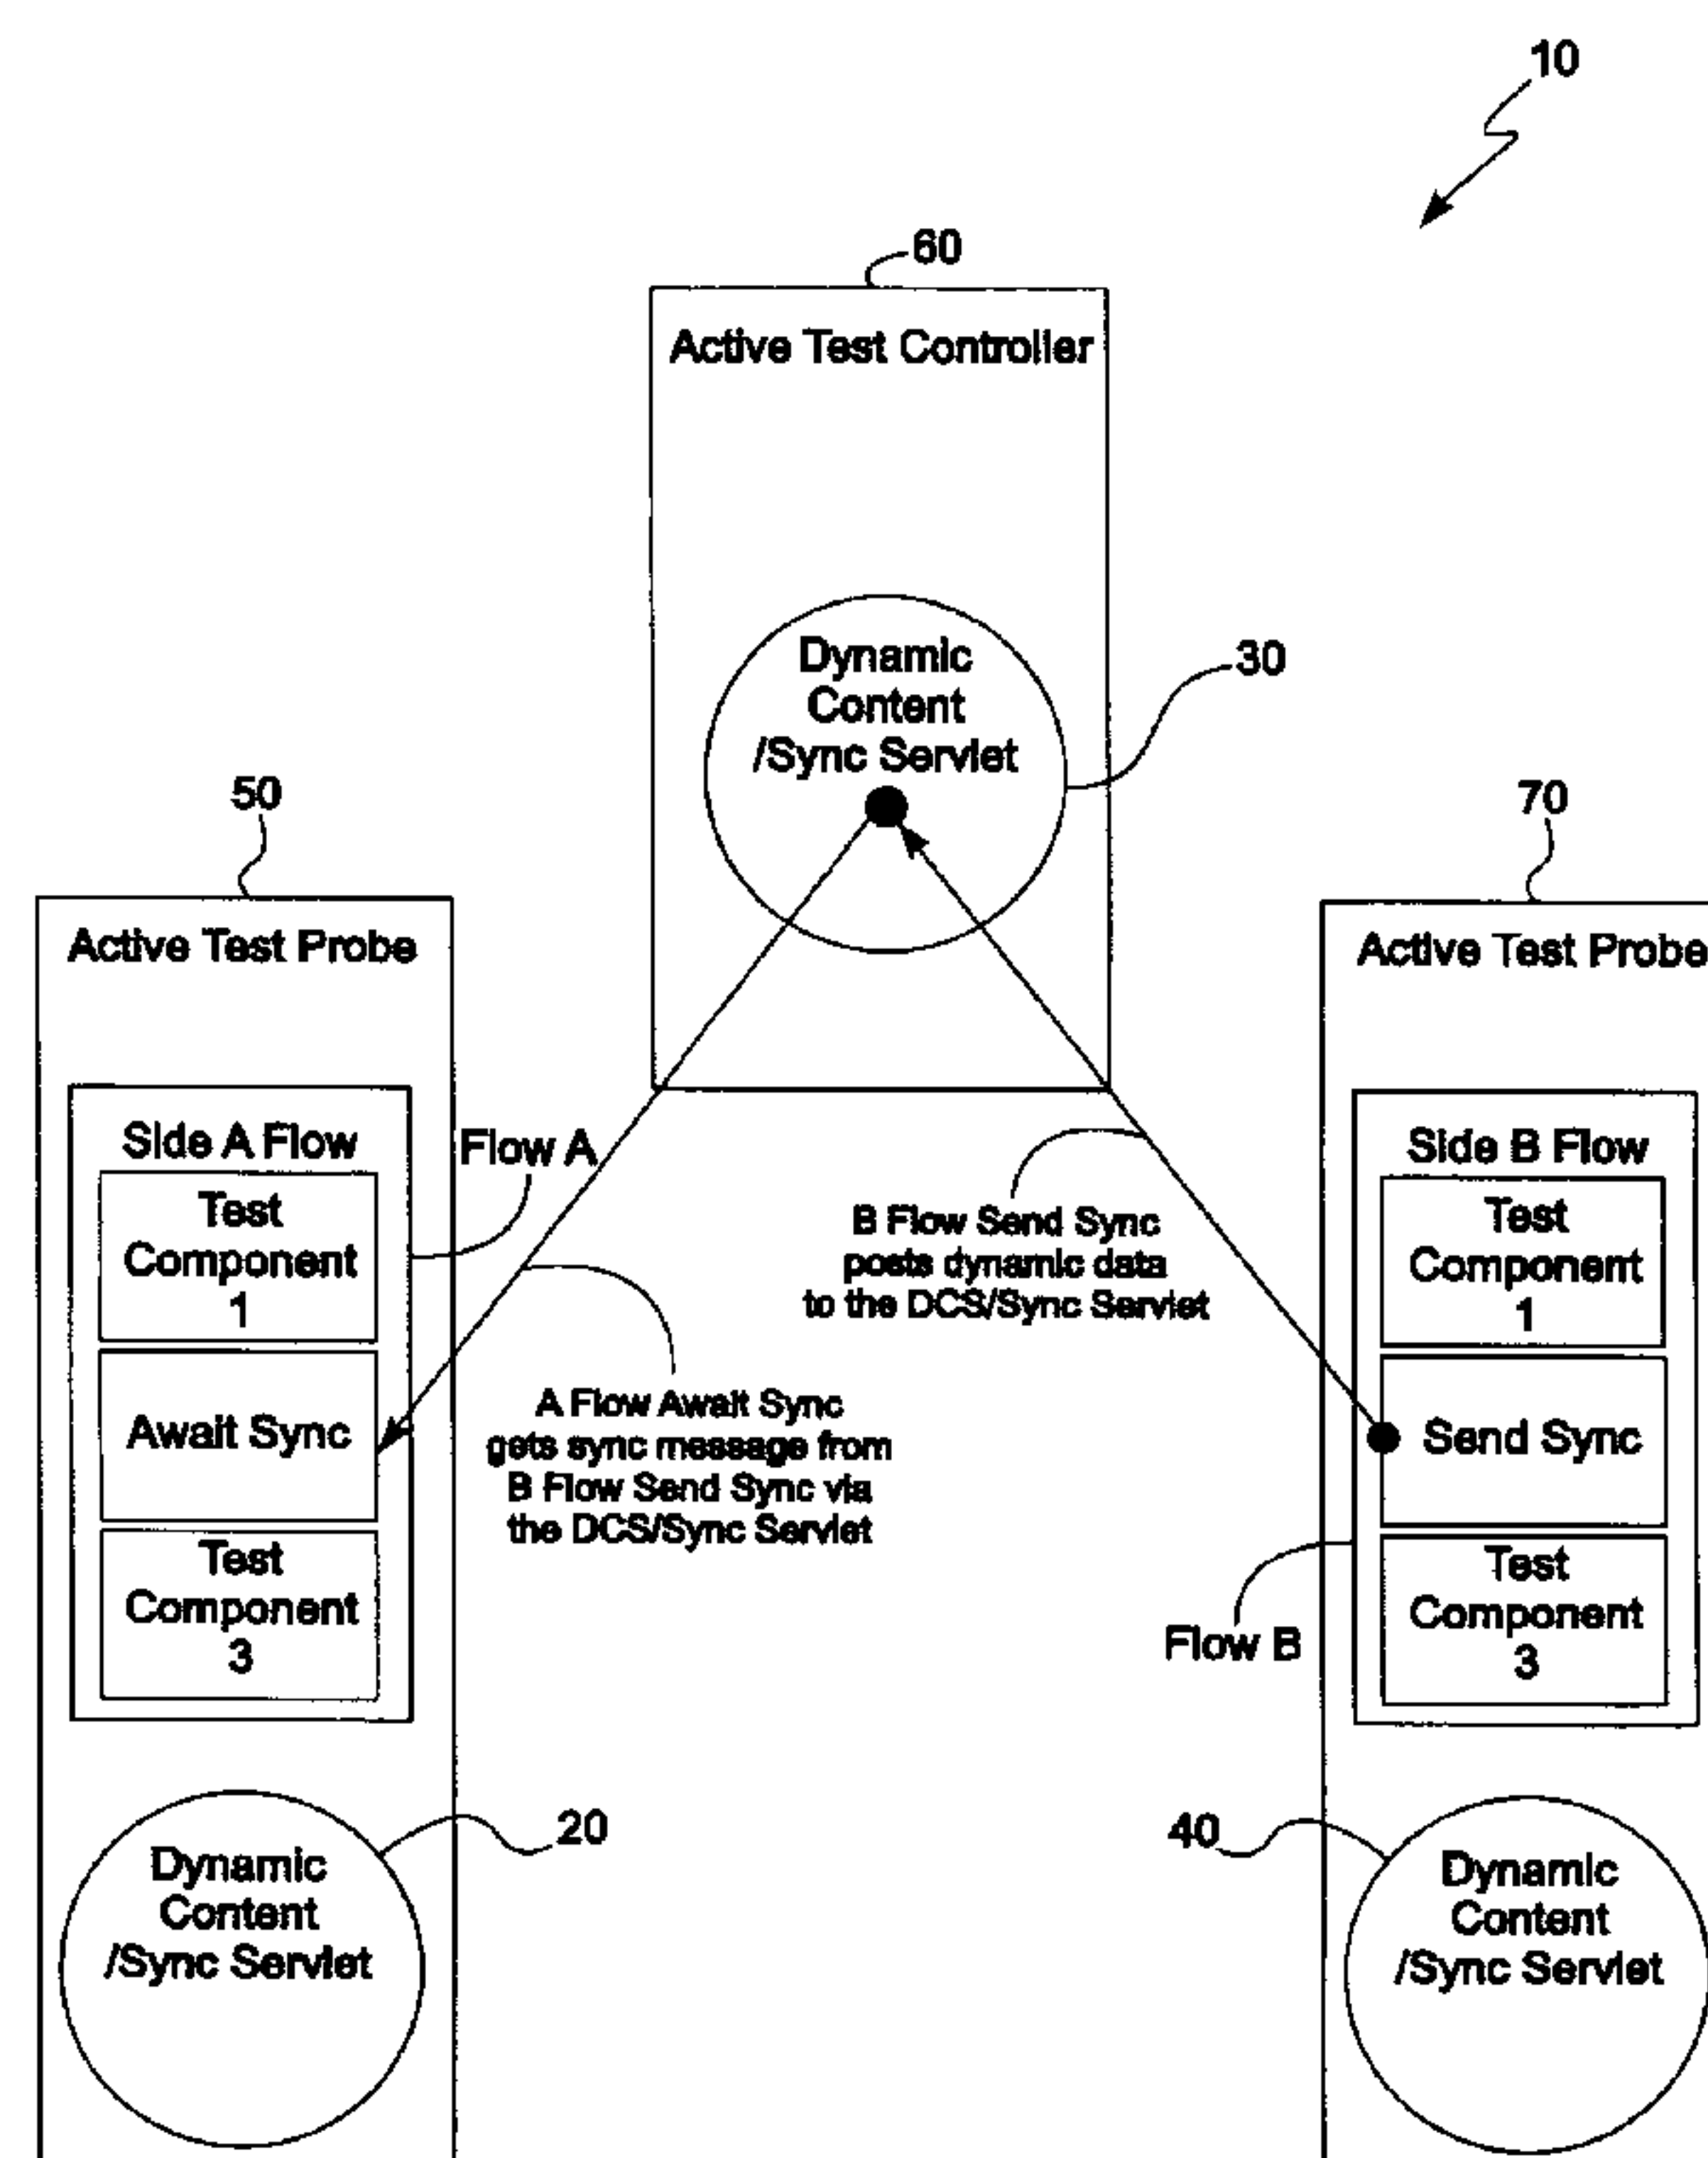 10
60
Active Test Controller
Dynamic
Content
/Sync Servlet
30
50
Active Test Probe
Side A Flow
Test
Component
1
Await Sync
Test
Component
3
Flow A
A Flow Await Sync
gets sync message from
B Flow Send Sync via
the DCS/Sync Servlet
B Flow Send Sync
posts dynamic data
to the DCS/Sync Servlet
70
Active Test Probe
Side B Flow
Test
Component
1
Send Sync
Test
Component
3
Flow B
20
Dynamic
Content
/Sync Servlet
40
Dynamic
Content
/Sync Servlet